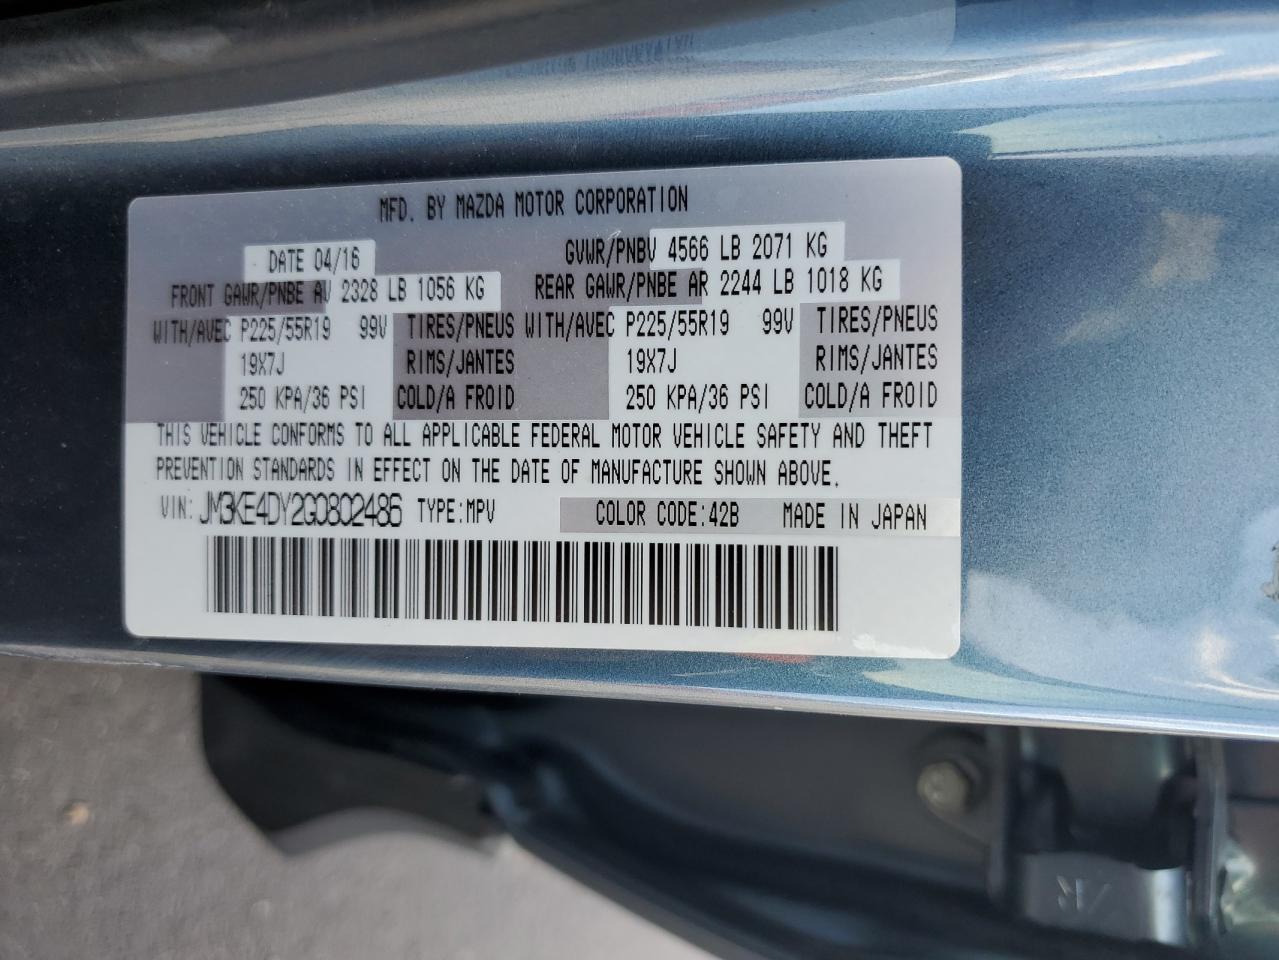 MFD. BY MAZDA MOTOR CORPORATION
DATE 04/16 GVWR/PNBV 4566 LB 2071 KG
FRONT GAWR/PNBE AV 2328 LB 1056 KG REAR GAWR/PNBE AR 2244 LB 1018 KG
WITH/AVEC P225/55R19 99V TIRES/PNEUS WITH/AVEC P225/55R19 99V TIRES/PNEUS
19X7J RIMS/JANTES 19X7J RIMS/JANTES
250 KPA/36 PSI COLD/A FROID 250 KPA/36 PSI COLD/A FROID
THIS VEHICLE CONFORMS TO ALL APPLICABLE FEDERAL MOTOR VEHICLE SAFETY AND THEFT
PREVENTION STANDARDS IN EFFECT ON THE DATE OF MANUFACTURE SHOWN ABOVE.
VIN: JM3KE4DY2G0802486 TYPE:MPV COLOR CODE:42B MADE IN JAPAN